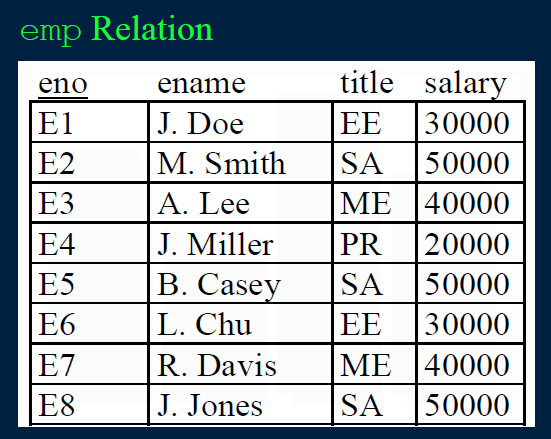 emp Relation
eno ename title salary
E1 J. Doe EE 30000
E2 M. Smith SA 50000
E3 A. Lee ME 40000
E4 J. Miller PR 20000
E5 B. Casey SA 50000
E6 L. Chu EE 30000
E7 R. Davis ME 40000
E8 J. Jones SA 50000